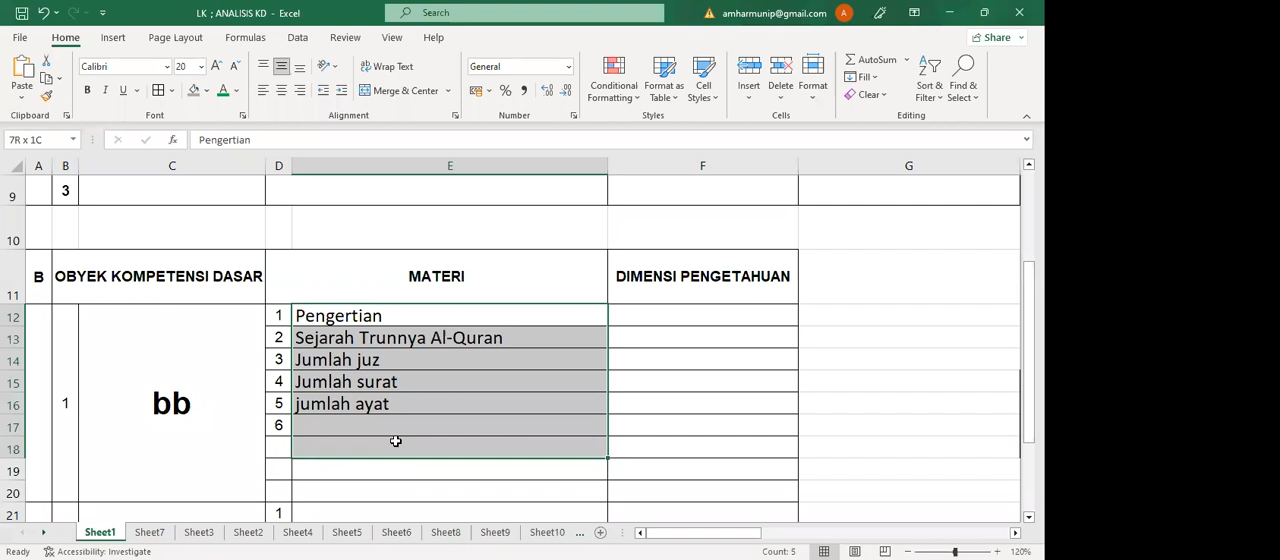 LK ; ANALISIS KD - Excel
Search
amharmunip@gmail.com
A
File Home Insert Page Layout Formulas Data Review View Help
Share
Calibri 20
Wrap Text
General
AutoSum
Paste
B I U
Merge & Center
% ,
Conditional Formatting
Format as Table
Cell Styles
Insert Delete Format
Fill
Clear
Sort & Filter
Find & Select
Clipboard Font Alignment Number Styles Cells Editing
7R x 1C
fx
Pengertian
A B C D E F G
9 3
10
11 B OBYEK KOMPETENSI DASAR MATERI DIMENSI PENGETAHUAN
12 1 Pengertian
13 2 Sejarah Trunnya Al-Quran
14 3 Jumlah juz
15 4 Jumlah surat
16 1 bb 5 jumlah ayat
17 6
18
19
20
21 1
Sheet1 Sheet7 Sheet3 Sheet2 Sheet4 Sheet5 Sheet6 Sheet8 Sheet9 Sheet10 ...
Ready Accessibility: Investigate Count: 5 120%